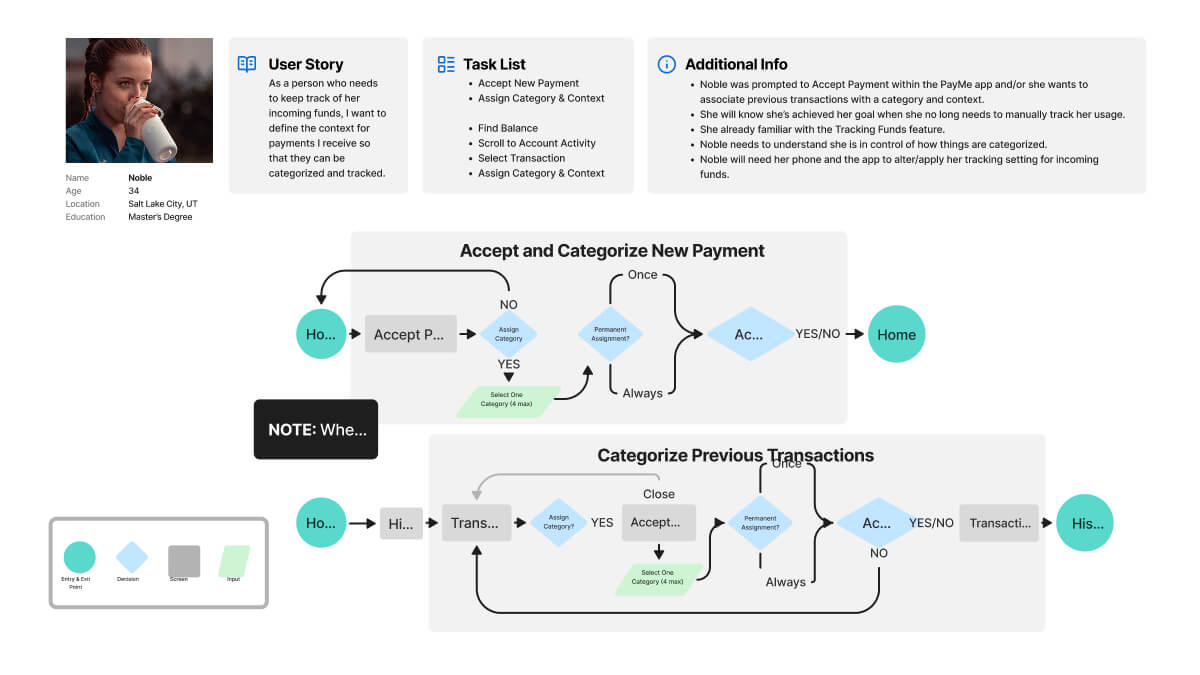 User Story
As a person who needs
to keep track of her
incoming funds, I want to
define the context for
payments I receive so
that they can be
categorized and tracked.
Task List
• Accept New Payment
• Assign Category & Context
• Find Balance
• Scroll to Account Activity
• Select Transaction
• Assign Category & Context
Additional Info
• Noble was prompted to Accept Payment within the PayMe app and/or she wants to
associate previous transactions with a category and context.
• She will know she's achieved her goal when she no long needs to manually track her usage.
• She already familiar with the Tracking Funds feature.
• Noble needs to understand she is in control of how things are categorized.
• Noble will need her phone and the app to alter/apply her tracking setting for incoming
funds.
Name Noble
Age 34
Location Salt Lake City, UT
Education Master's Degree
Accept and Categorize New Payment
Once
NO
Ho...
Accept P...
Assign
Category
Permanent
Assignment?
Ac...
YES/NO
Home
YES
Select One
Category (4 max)
Always
NOTE: Whe...
Categorize Previous Transactions
Once
Close
Ho...
Hi...
Trans...
Assign
Category?
YES
Accept...
Permanent
Assignment?
Ac...
YES/NO
Transacti...
His...
NO
Select One
Category (4 max)
Always
Entry & Exit
Point
Decision
Screen
Input